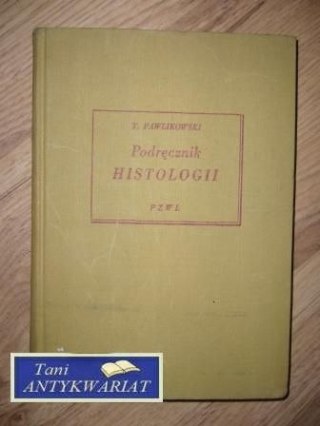 T. PAWLIKOWSKI
Podręcznik
HISTOLOGII
PZWL
Tani
ANTYKWARIAT